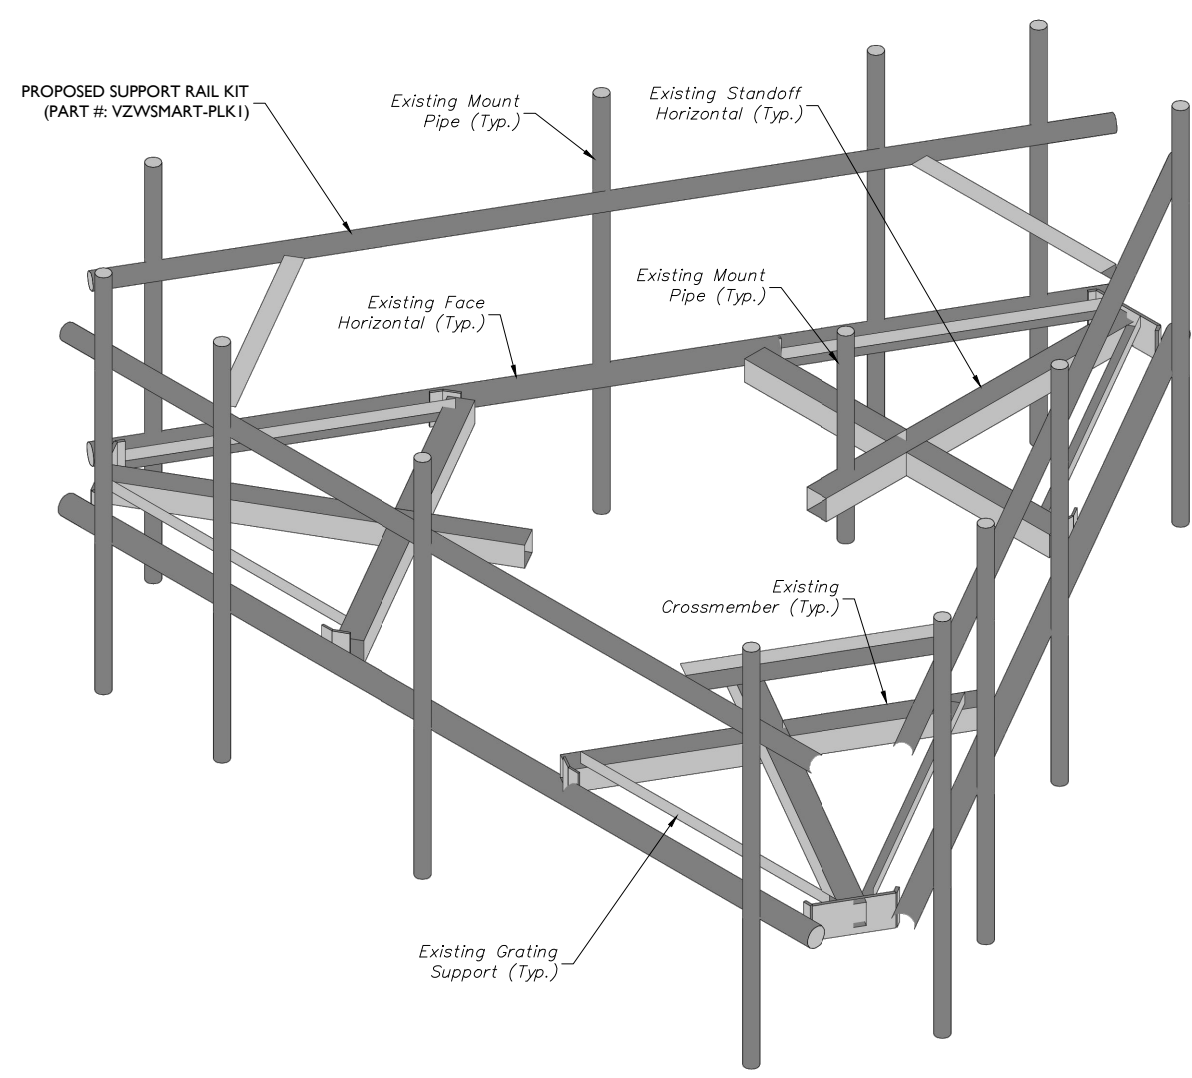 PROPOSED SUPPORT RAIL KIT
(PART #: VZWSMART-PLK1)
Existing Mount
Pipe (Typ.)
Existing Standoff
Horizontal (Typ.)
Existing Mount
Pipe (Typ.)
Existing Face
Horizontal (Typ.)
Existing
Crossmember (Typ.)
Existing Grating
Support (Typ.)